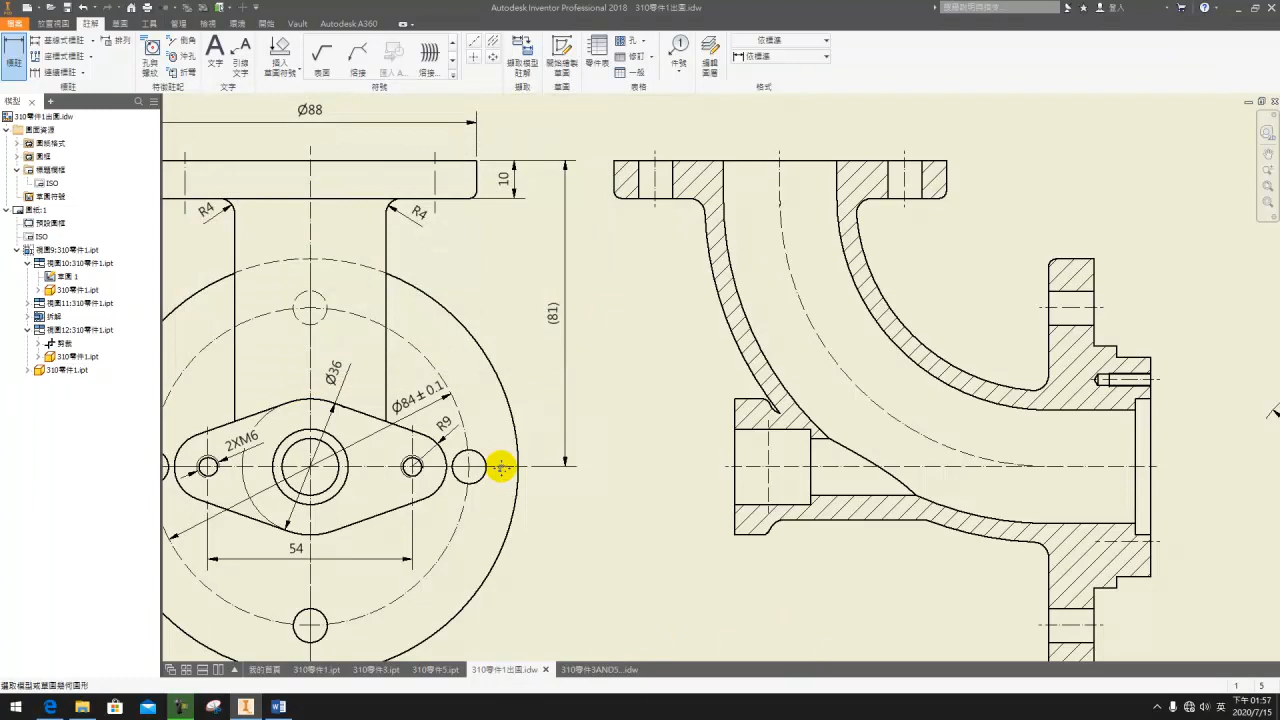 Autodesk Inventor Professional 2018 310零件1出圖.idw
登入
檔案 放置視圖 註解 草圖 工具 管理 檢視 環境 開始 Vault Autodesk A360
標註
基線式標註
座標式標註
連續標註
排列
標註
孔與
螺紋
倒角
沖孔
折彎
特徵註記
文字
引線
文字
文字
插入
草圖符號
表面
熔接
匯入 A...
熔接...
符號
擷取模型
註解
擷取
開始繪製
草圖
草圖
零件表
孔
修訂
一般
表格
件號
編輯
圖層
依標準
依標準
格式
模型
310零件1出圖.idw
圖面資源
圖紙格式
圖框
標題欄框
ISO
草圖符號
圖紙:1
預設圖框
ISO
視圖9:310零件1.ipt
視圖10:310零件1.ipt
草圖 1
310零件1.ipt
視圖11:310零件1.ipt
拆解
視圖12:310零件1.ipt
剪裁
310零件1.ipt
310零件1.ipt
Ø88
10
R4
R4
(81)
Ø36
Ø84± 0.1
R9
2XM6
54
我的首頁 310零件1.ipt 310零件3.ipt 310零件5.ipt 310零件1出圖.idw 310零件3AND5...idw
選取模型或草圖幾何圖形
1 5
英
下午 01:57
2020/7/15